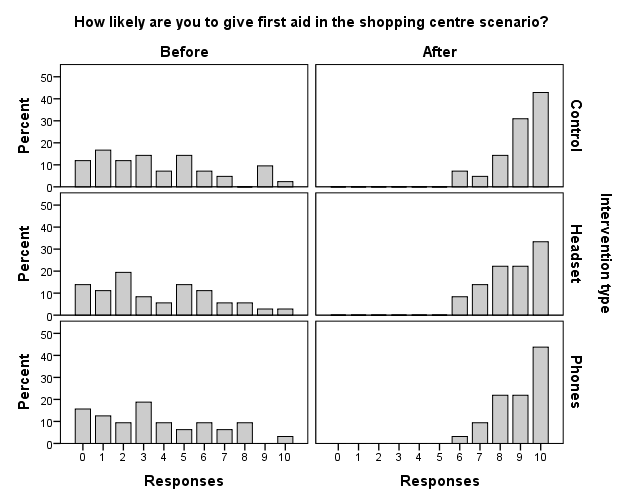 How likely are you to give first aid in the shopping centre scenario?
Before
After
Percent
50
40
30
20
10
0
Control
Percent
50
40
30
20
10
0
Headset
Intervention type
Percent
50
40
30
20
10
0
Phones
0 1 2 3 4 5 6 7 8 9 10
0 1 2 3 4 5 6 7 8 9 10
Responses
Responses